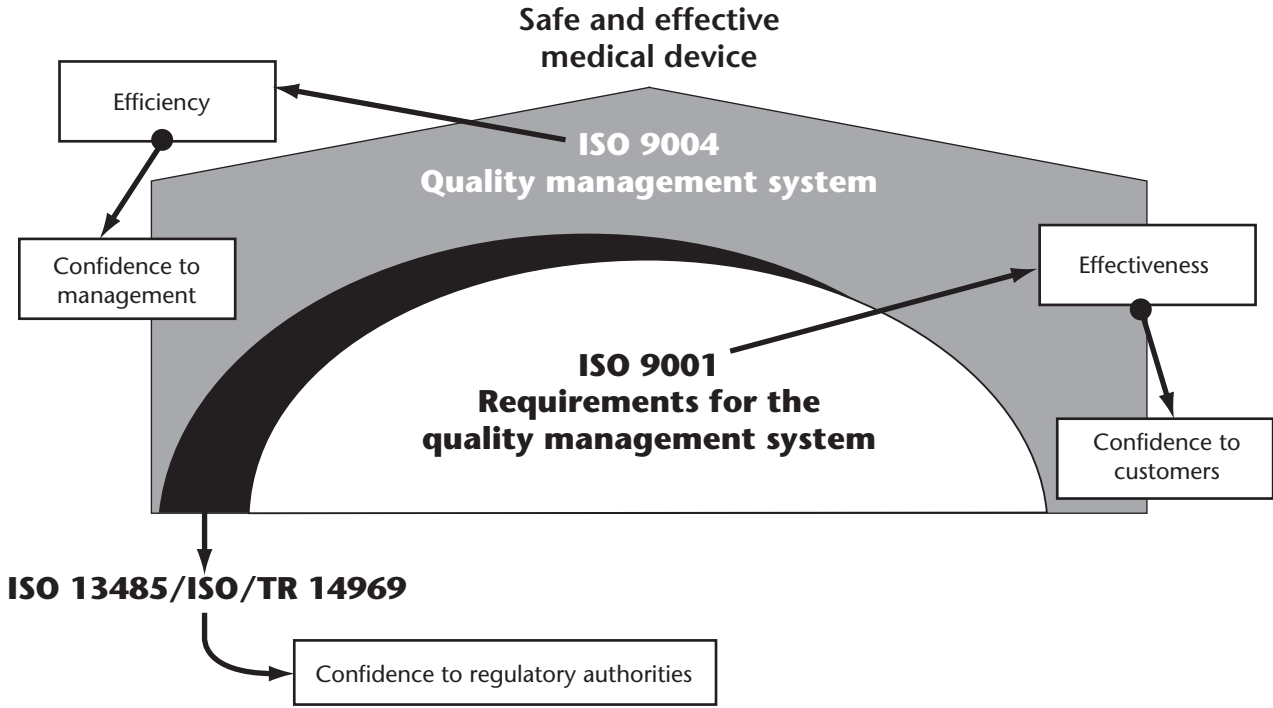 Safe and effective
medical device
Efficiency
ISO 9004
Quality management system
Confidence to
management
Effectiveness
ISO 9001
Requirements for the
quality management system
Confidence to
customers
ISO 13485/ISO/TR 14969
Confidence to regulatory authorities